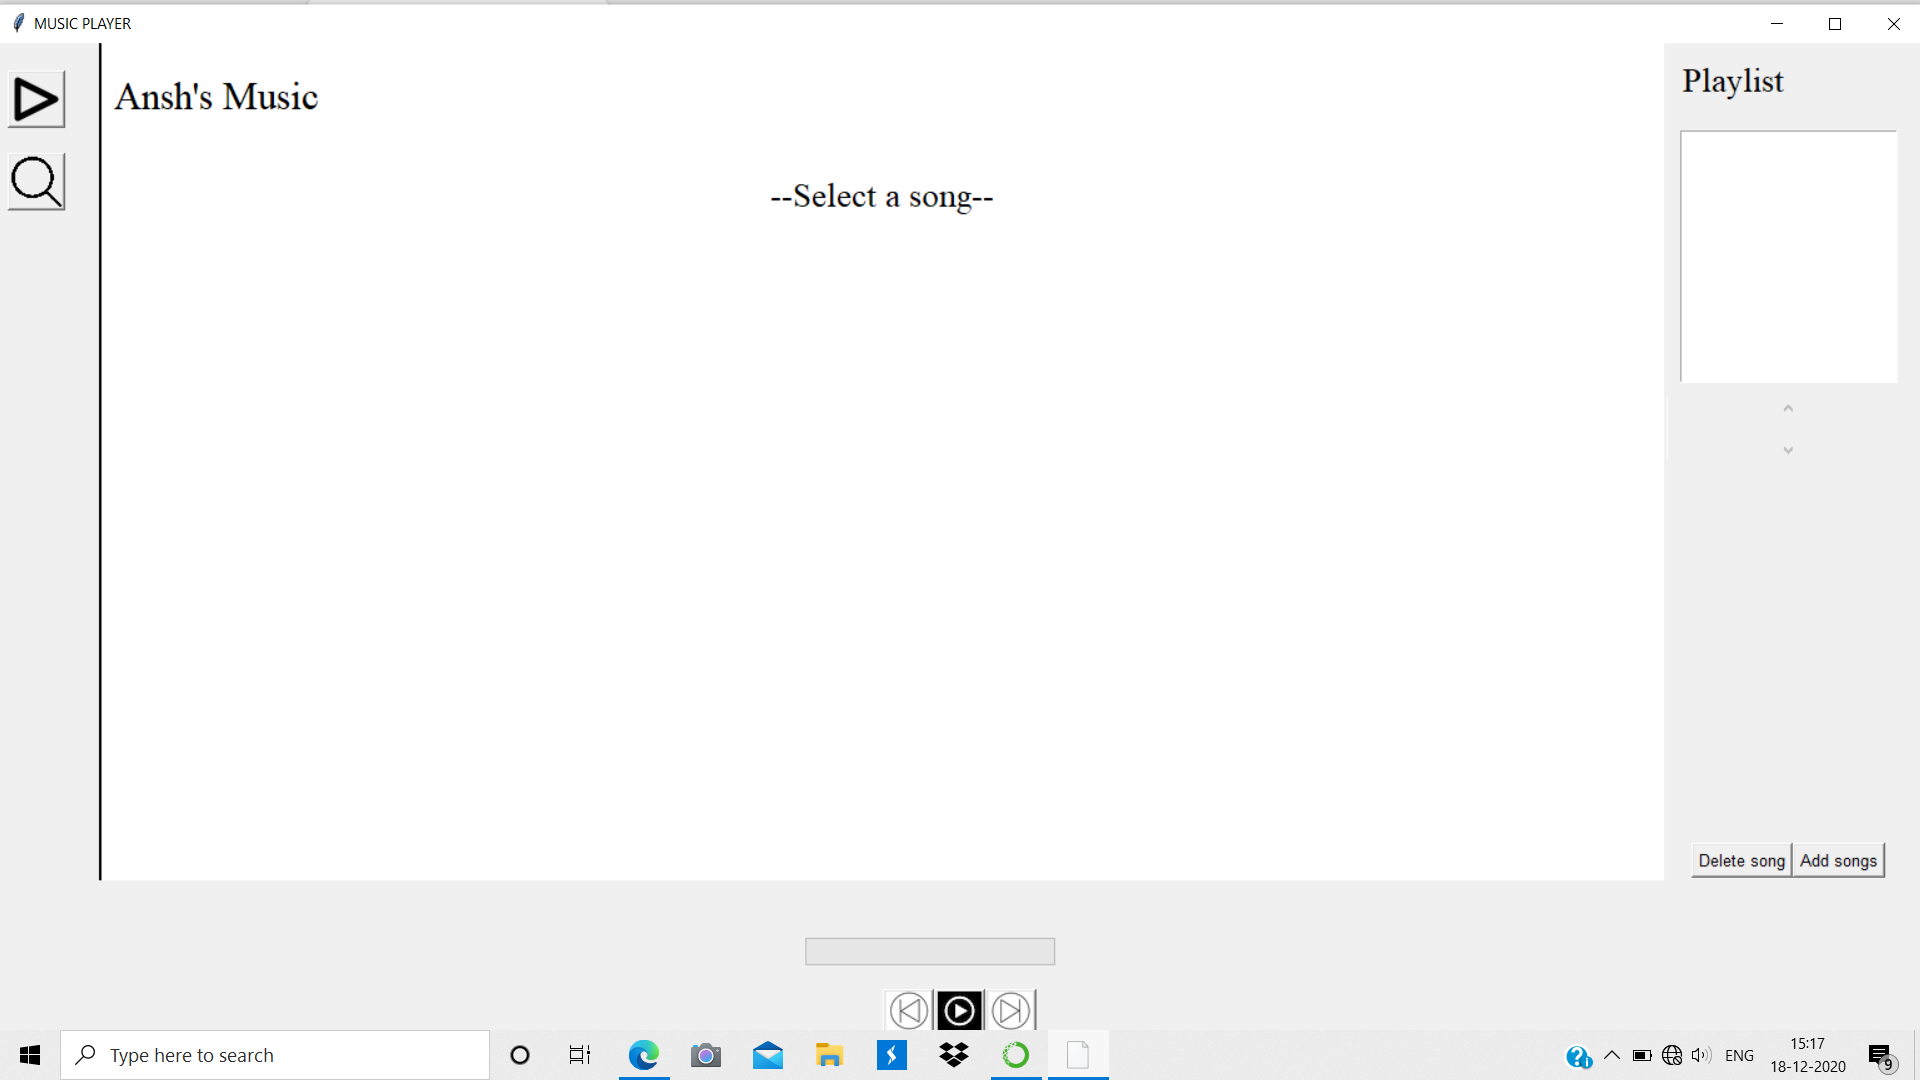 MUSIC PLAYER
Ansh's Music
Playlist
--Select a song--
Delete song
Add songs
Type here to search
ENG
15:17
18-12-2020
9